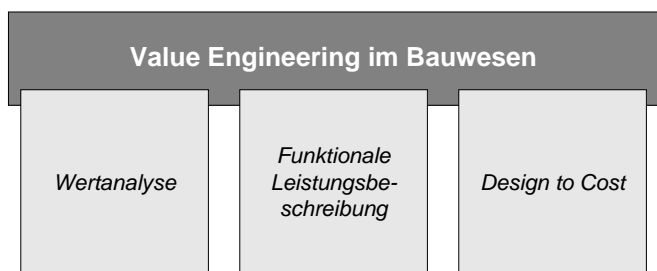 Value Engineering im Bauwesen
Wertanalyse
Funktionale
Leistungsbe-
schreibung
Design to Cost